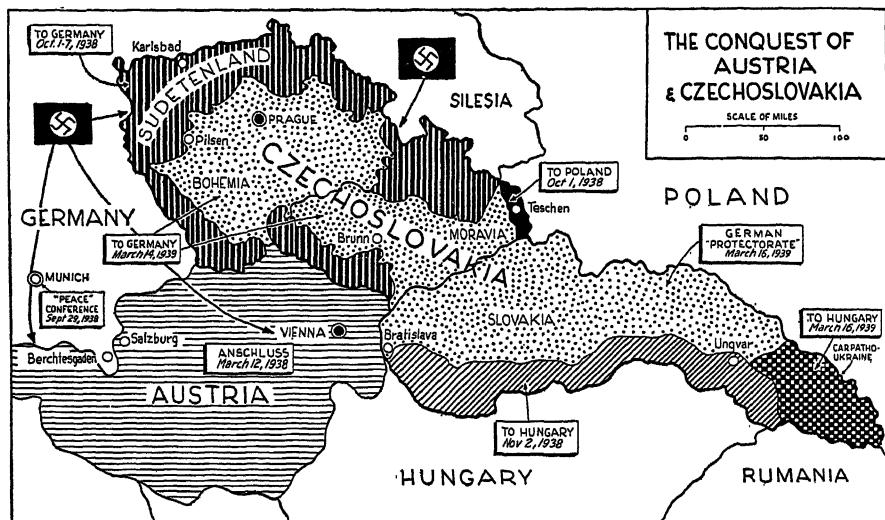 THE CONQUEST OF
AUSTRIA
& CZECHOSLOVAKIA
SCALE OF MILES
0 50 100
TO GERMANY
Oct. 1-7, 1938
Karlsbad
SUDETENLAND
SILESIA
PRAGUE
Pilsen
BOHEMIA
CZECHOSLOVAKIA
TO POLAND
Oct 1, 1938
Teschen
POLAND
GERMANY
TO GERMANY
March 14, 1939
Brunn
MORAVIA
GERMAN
"PROTECTORATE"
March 16, 1939
MUNICH
"PEACE"
CONFERENCE
Sept 29, 1938
SLOVAKIA
TO HUNGARY
March 16, 1939
CARPATHO-
UKRAINE
Salzburg
VIENNA
Bratislava
Ungvar
Berchtesgaden
ANSCHLUSS
March 12, 1938
AUSTRIA
TO HUNGARY
Nov 2, 1938
HUNGARY
RUMANIA